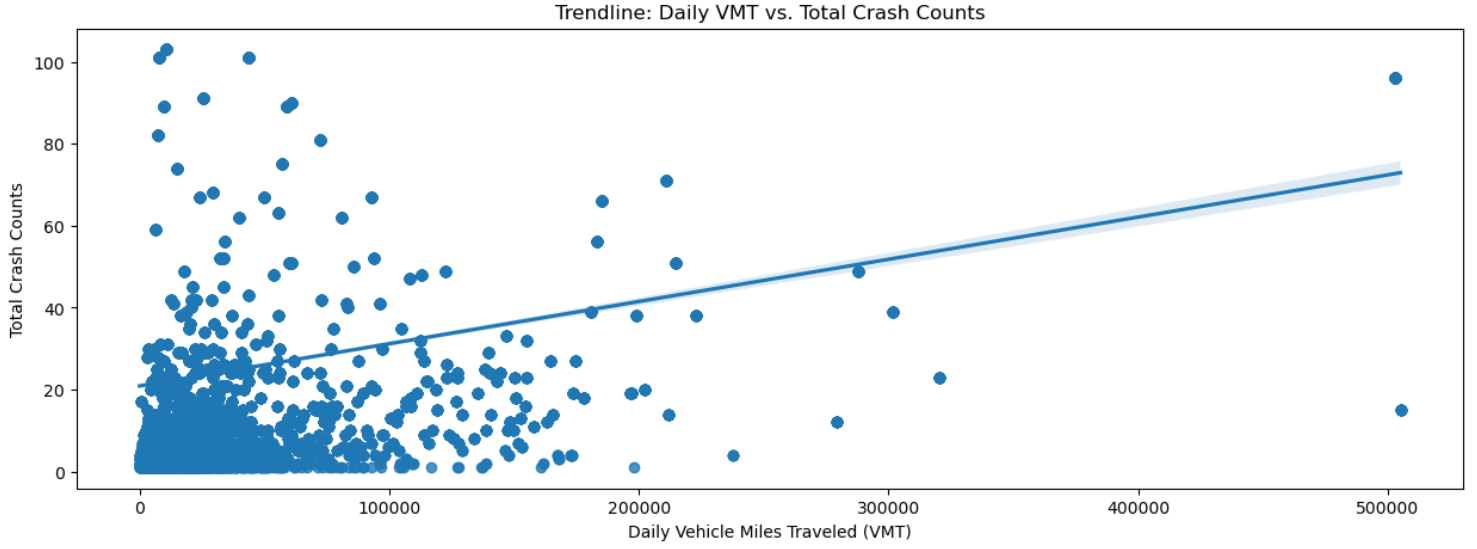 Trendline: Daily VMT vs. Total Crash Counts
Total Crash Counts
100
80
60
40
20
0
0 100000 200000 300000 400000 500000
Daily Vehicle Miles Traveled (VMT)